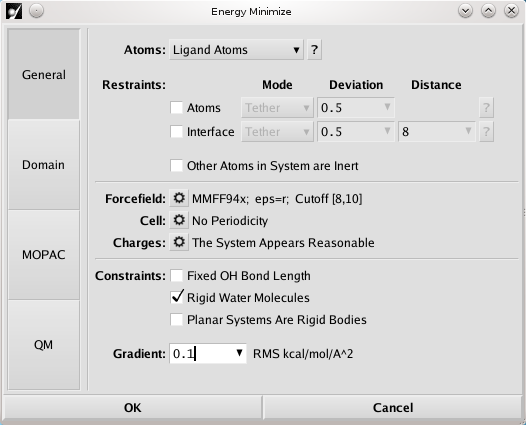 Energy Minimize
General
Domain
MOPAC
QM
Atoms: Ligand Atoms ?
Restraints: Mode Deviation Distance
Atoms Tether 0.5 ?
Interface Tether 0.5 8 ?
Other Atoms in System are Inert
Forcefield: MMFF94x; eps=r; Cutoff [8,10]
Cell: No Periodicity
Charges: The System Appears Reasonable
Constraints: Fixed OH Bond Length
Rigid Water Molecules
Planar Systems Are Rigid Bodies
Gradient: 0.1 RMS kcal/mol/A^2
OK Cancel